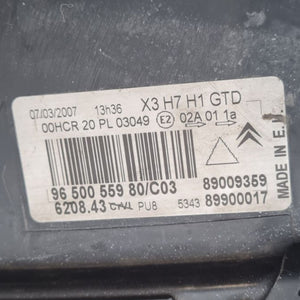 07/03/2007 13h36 X3 H7 H1 GTD
00HCR 20 PL 03049 E2 02A 01 1a
96 500 559 80/C03 89009359
6208.43 PU8 5343 89900017
MADE IN E.